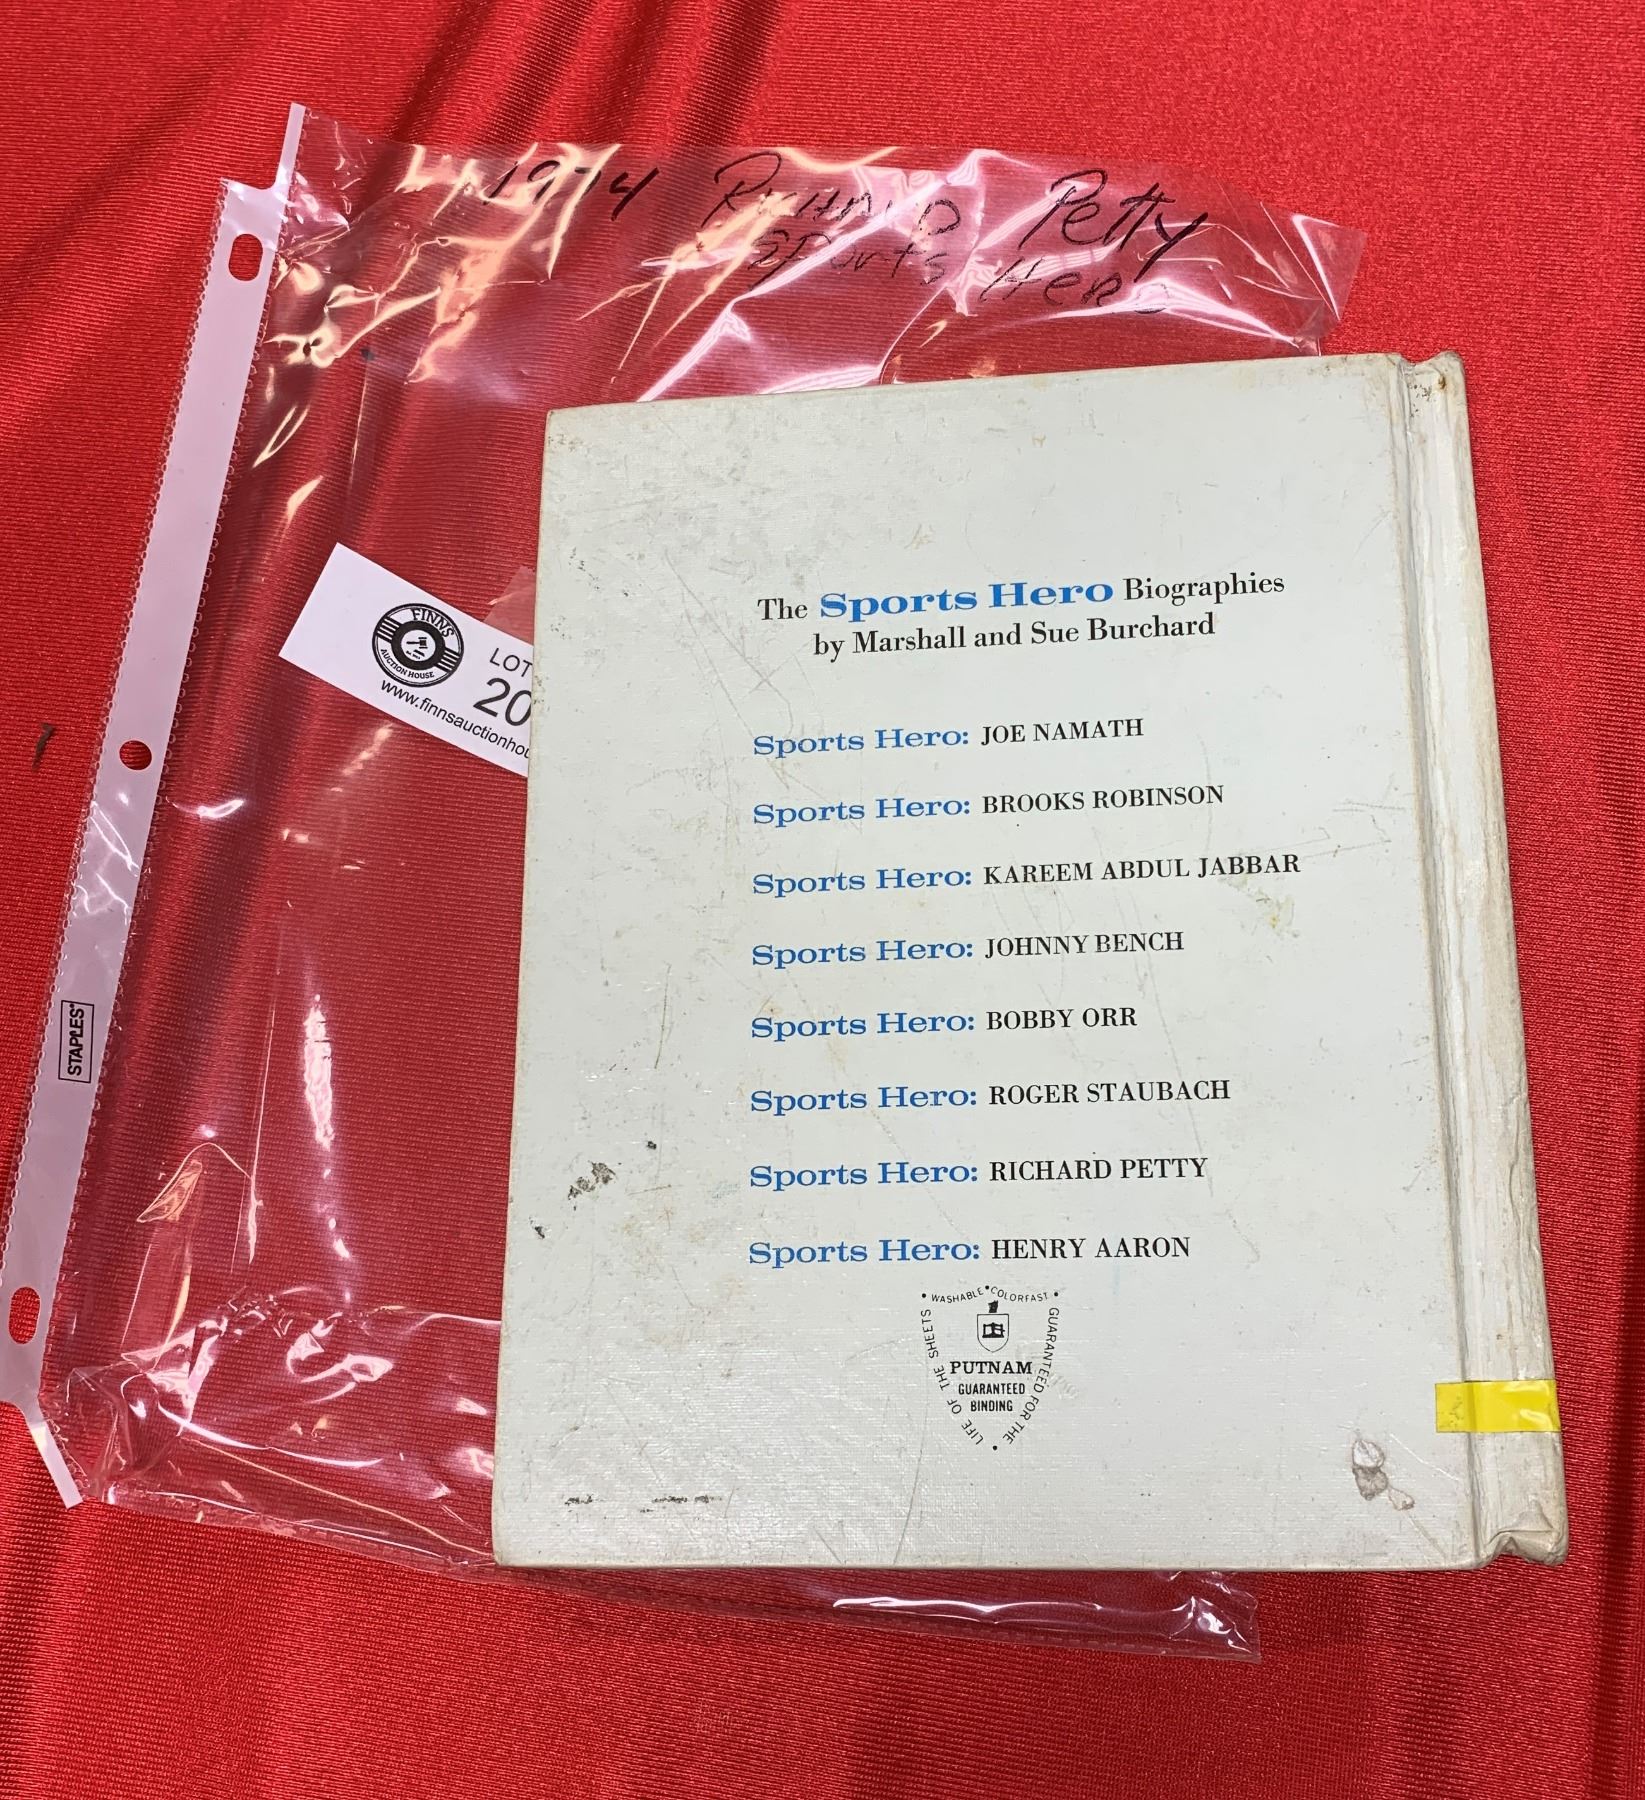 1974 Richard Petty
Sports Hero
FINNS
AUCTION HOUSE
LOT
20
www.finnsauctionhou
STAPLES
The Sports Hero Biographies
by Marshall and Sue Burchard
Sports Hero: JOE NAMATH
Sports Hero: BROOKS ROBINSON
Sports Hero: KAREEM ABDUL JABBAR
Sports Hero: JOHNNY BENCH
Sports Hero: BOBBY ORR
Sports Hero: ROGER STAUBACH
Sports Hero: RICHARD PETTY
Sports Hero: HENRY AARON
• WASHABLE • COLORFAST •
GUARANTEED FOR THE •
LIFE OF THE SHEETS
PUTNAM
GUARANTEED
BINDING